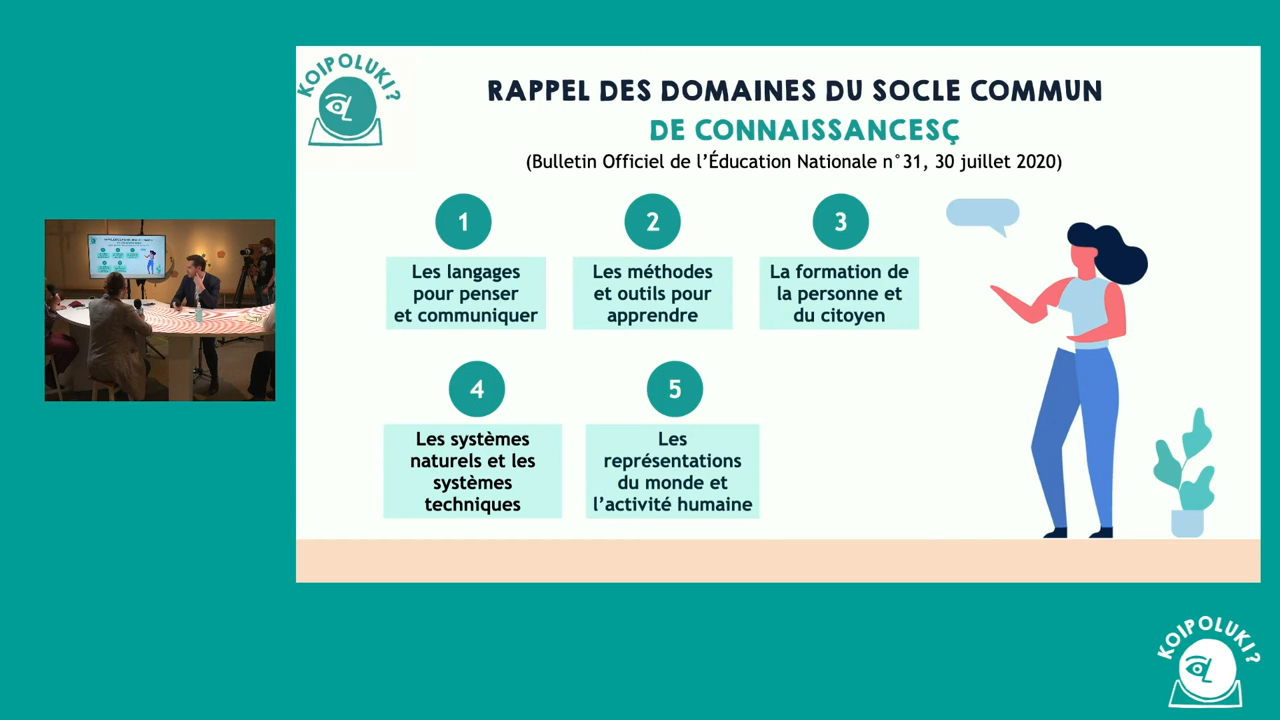 KOIPOLUKI?
RAPPEL DES DOMAINES DU SOCLE COMMUN
DE CONNAISSANCESÇ
(Bulletin Officiel de l'Éducation Nationale n°31, 30 juillet 2020)
1
Les langages
pour penser
et communiquer
2
Les méthodes
et outils pour
apprendre
3
La formation de
la personne et
du citoyen
4
Les systèmes
naturels et les
systèmes
techniques
5
Les
représentations
du monde et
l'activité humaine
KOIPOLUKI?